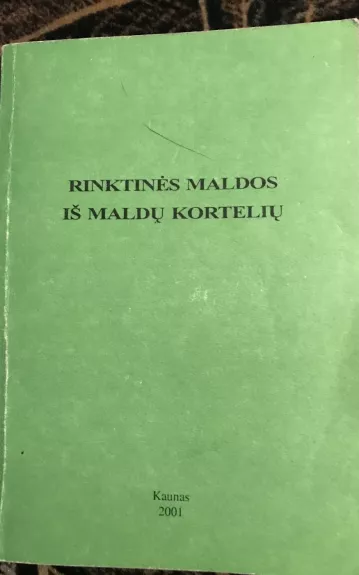 RINKTINĖS MALDOS
IŠ MALDŲ KORTELIŲ
Kaunas
2001